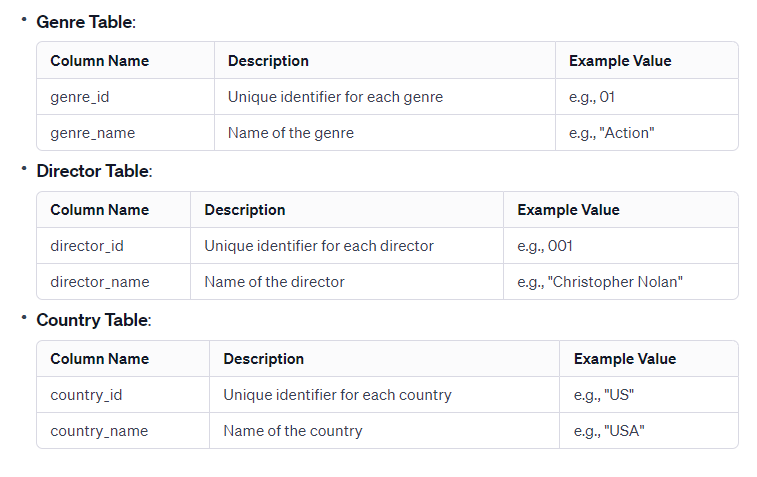 • Genre Table:
Column Name Description Example Value
genre_id Unique identifier for each genre e.g., 01
genre_name Name of the genre e.g., "Action"
• Director Table:
Column Name Description Example Value
director_id Unique identifier for each director e.g., 001
director_name Name of the director e.g., "Christopher Nolan"
• Country Table:
Column Name Description Example Value
country_id Unique identifier for each country e.g., "US"
country_name Name of the country e.g., "USA"